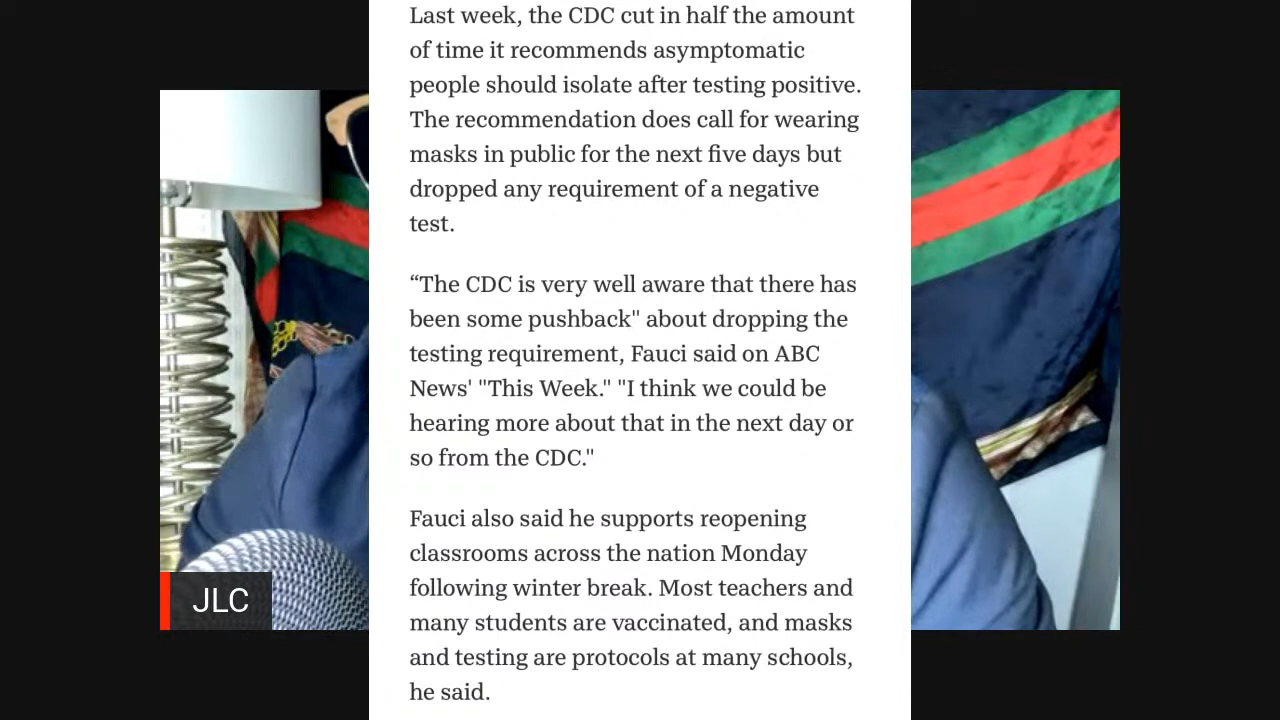 Last week, the CDC cut in half the amount
of time it recommends asymptomatic
people should isolate after testing positive.
The recommendation does call for wearing
masks in public for the next five days but
dropped any requirement of a negative
test.
“The CDC is very well aware that there has
been some pushback" about dropping the
testing requirement, Fauci said on ABC
News' "This Week." "I think we could be
hearing more about that in the next day or
so from the CDC."
Fauci also said he supports reopening
classrooms across the nation Monday
following winter break. Most teachers and
many students are vaccinated, and masks
and testing are protocols at many schools,
he said.
JLC